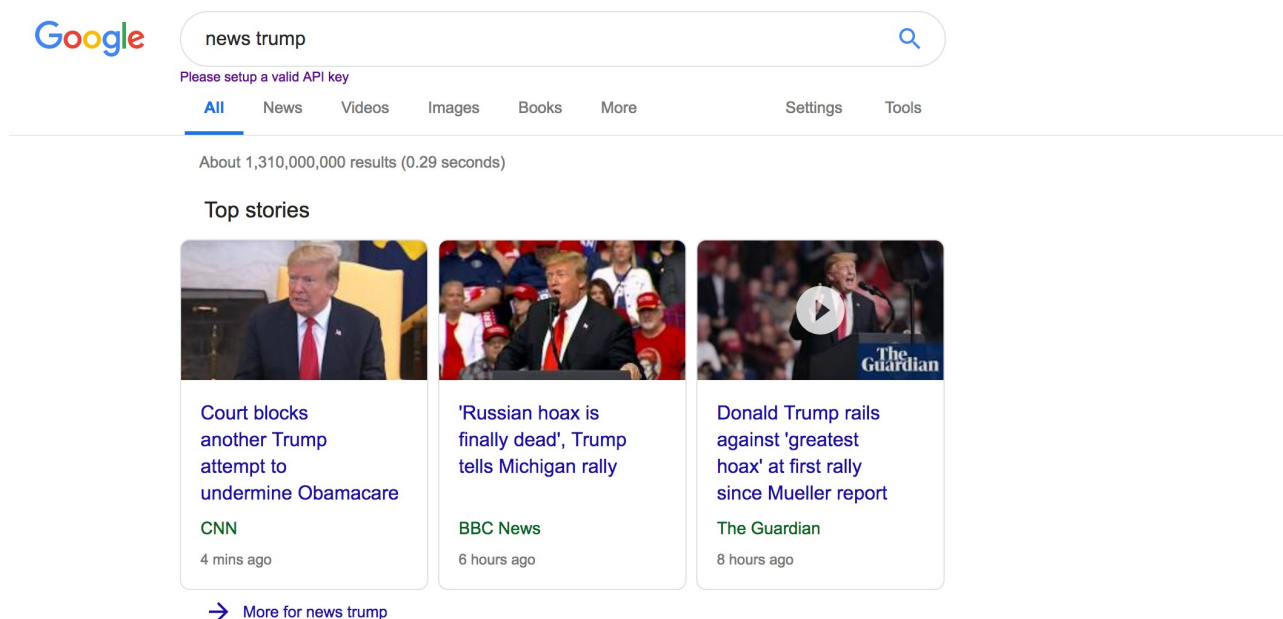 Google
news trump
Please setup a valid API key
All News Videos Images Books More Settings Tools
About 1,310,000,000 results (0.29 seconds)
Top stories
The
Guardian
Court blocks
another Trump
attempt to
undermine Obamacare
CNN
4 mins ago
'Russian hoax is
finally dead', Trump
tells Michigan rally
BBC News
6 hours ago
Donald Trump rails
against 'greatest
hoax' at first rally
since Mueller report
The Guardian
8 hours ago
More for news trump